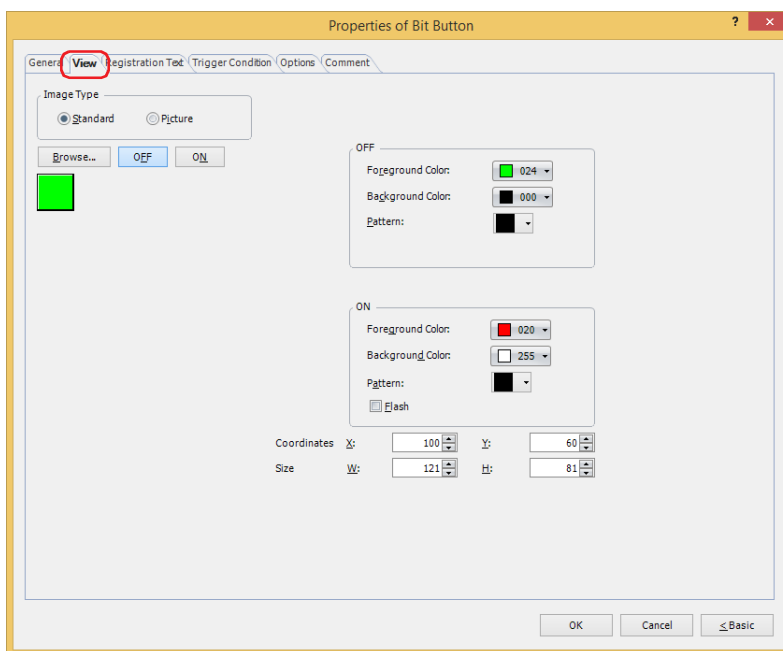 Properties of Bit Button
? ×
General View Registration Text Trigger Condition Options Comment
Image Type
Standard Picture
Browse... OFF ON
OFF
Foreground Color: 024
Background Color: 000
Pattern:
ON
Foreground Color: 020
Background Color: 255
Pattern:
Flash
Coordinates X: 100 Y: 60
Size W: 121 H: 81
OK Cancel < Basic